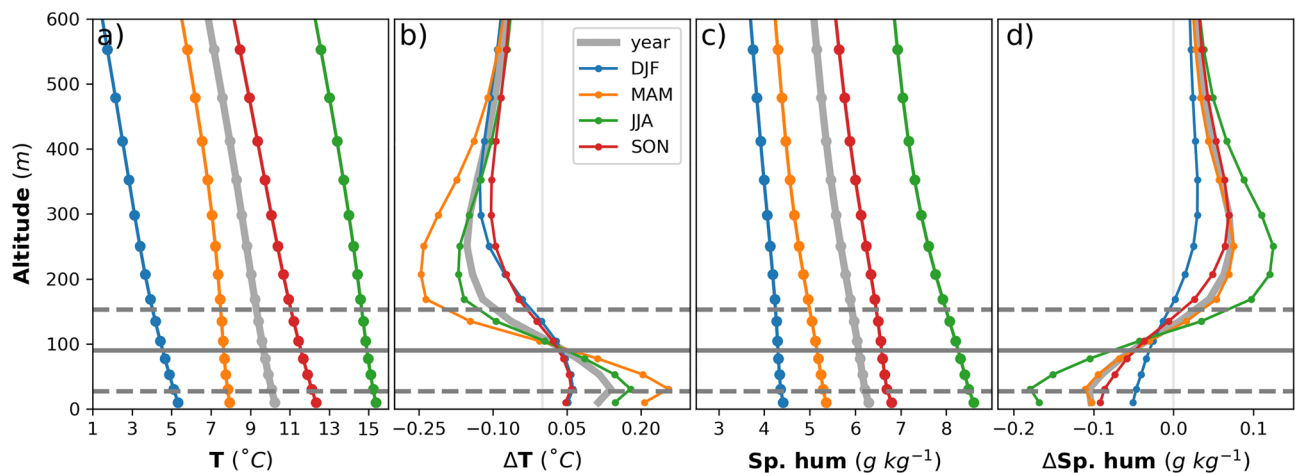 a) b) c) d)
year
DJF
MAM
JJA
SON
600
500
400
300
200
100
0
Altitude (m)
1 3 5 7 9 11 13 15
−0.25 −0.10 0.05 0.20
3 4 5 6 7 8
−0.2 −0.1 0.0 0.1
T (°C)
ΔT (°C)
Sp. hum (g kg⁻¹)
ΔSp. hum (g kg⁻¹)